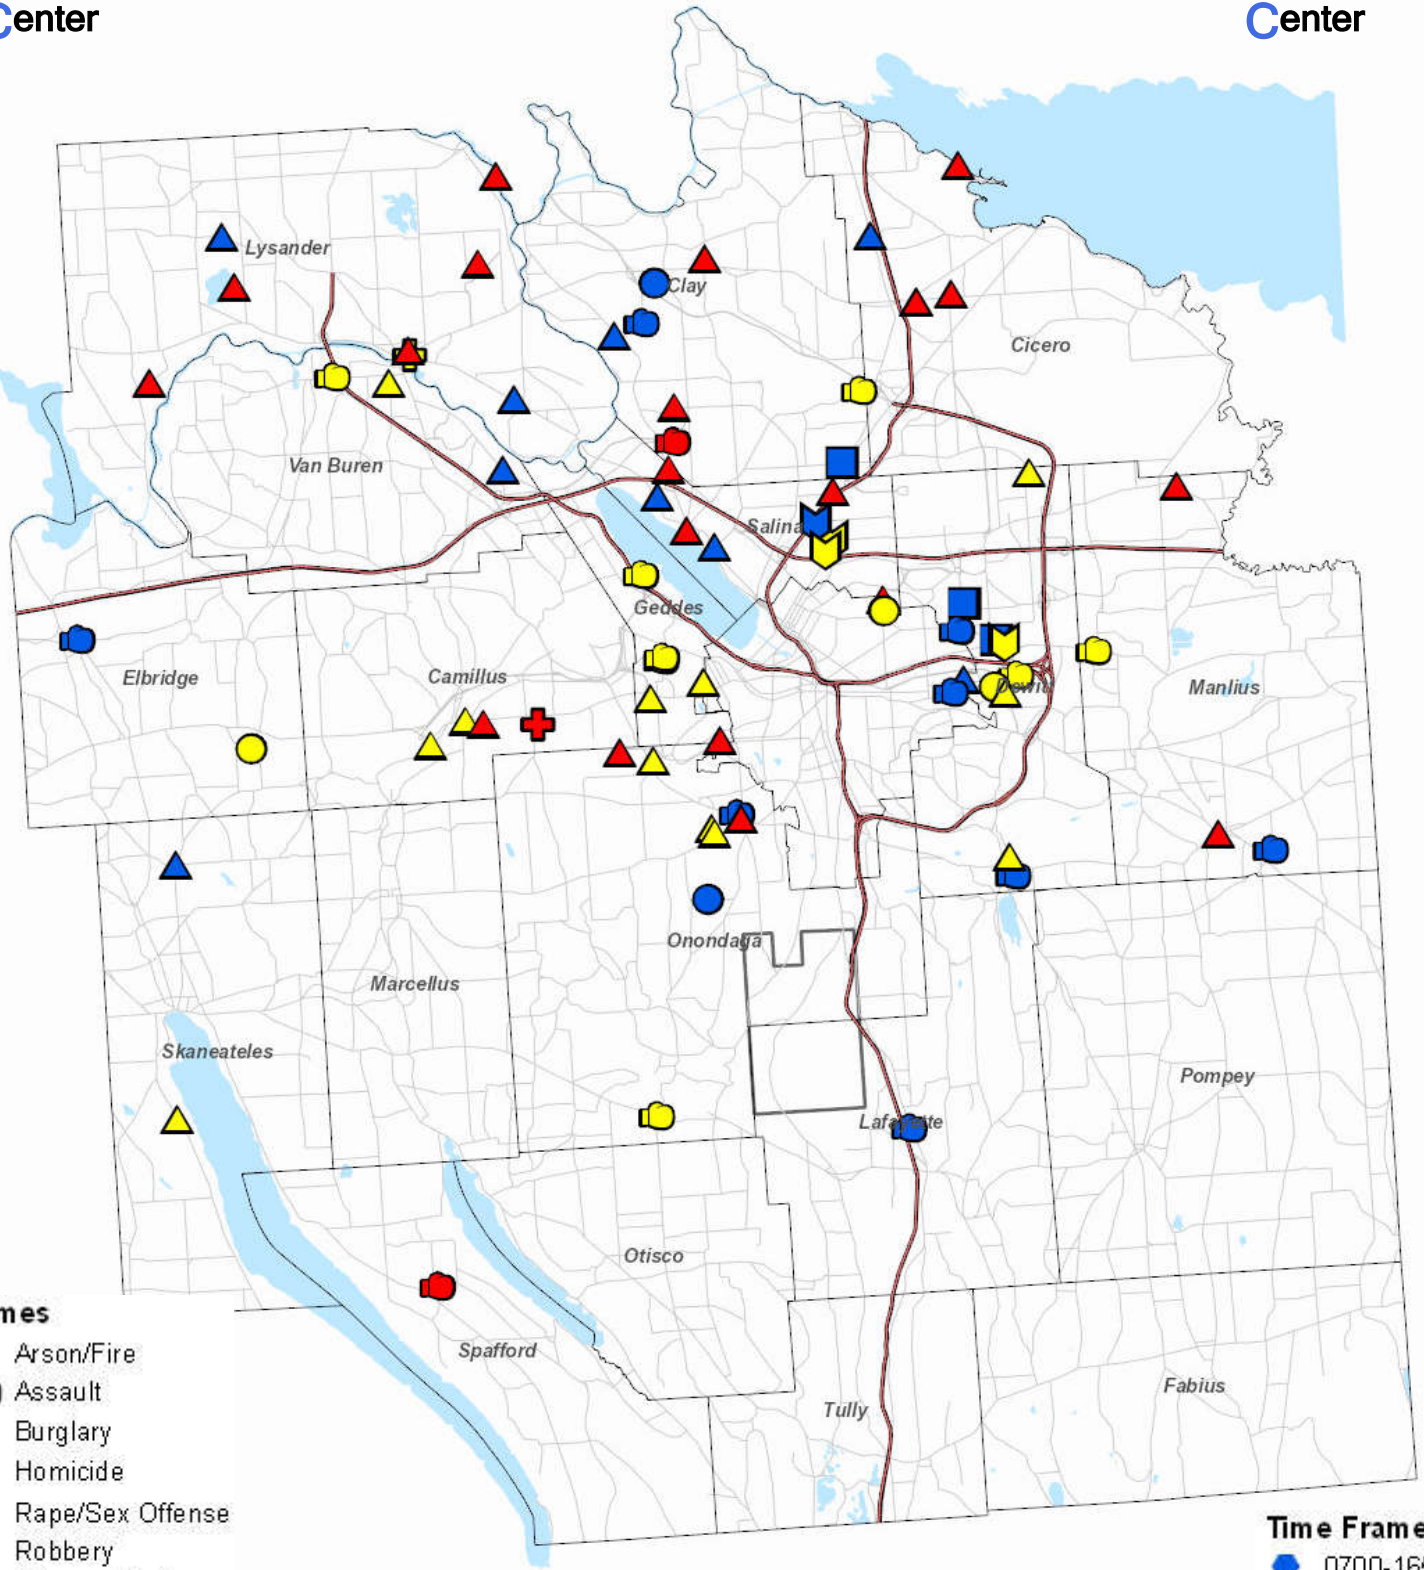 Center
Center
Lysander
Clay
Cicero
Van Buren
Salina
Geddes
Elbridge
Camillus
Dewitt
Manlius
Onondaga
Marcellus
Skaneateles
Pompey
Lafayette
Otisco
Spafford
Fabius
Tully
mes
Arson/Fire
Assault
Burglary
Homicide
Rape/Sex Offense
Robbery
Time Frame